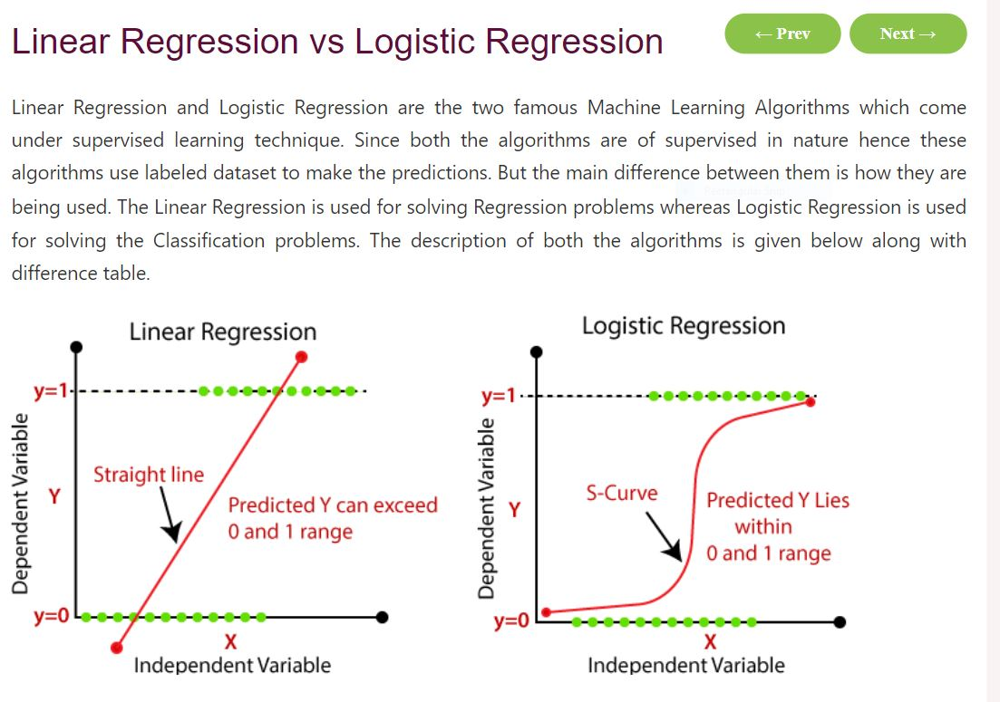 Linear Regression vs Logistic Regression
← Prev
Next →
Linear Regression and Logistic Regression are the two famous Machine Learning Algorithms which come
under supervised learning technique. Since both the algorithms are of supervised in nature hence these
algorithms use labeled dataset to make the predictions. But the main difference between them is how they are
being used. The Linear Regression is used for solving Regression problems whereas Logistic Regression is used
for solving the Classification problems. The description of both the algorithms is given below along with
difference table.
Linear Regression
y=1
Dependent Variable
Y
Straight line
Predicted Y can exceed
0 and 1 range
y=0
X
Independent Variable
Logistic Regression
y=1
Dependent Variable
Y
S-Curve
Predicted Y Lies
within
0 and 1 range
y=0
X
Independent Variable